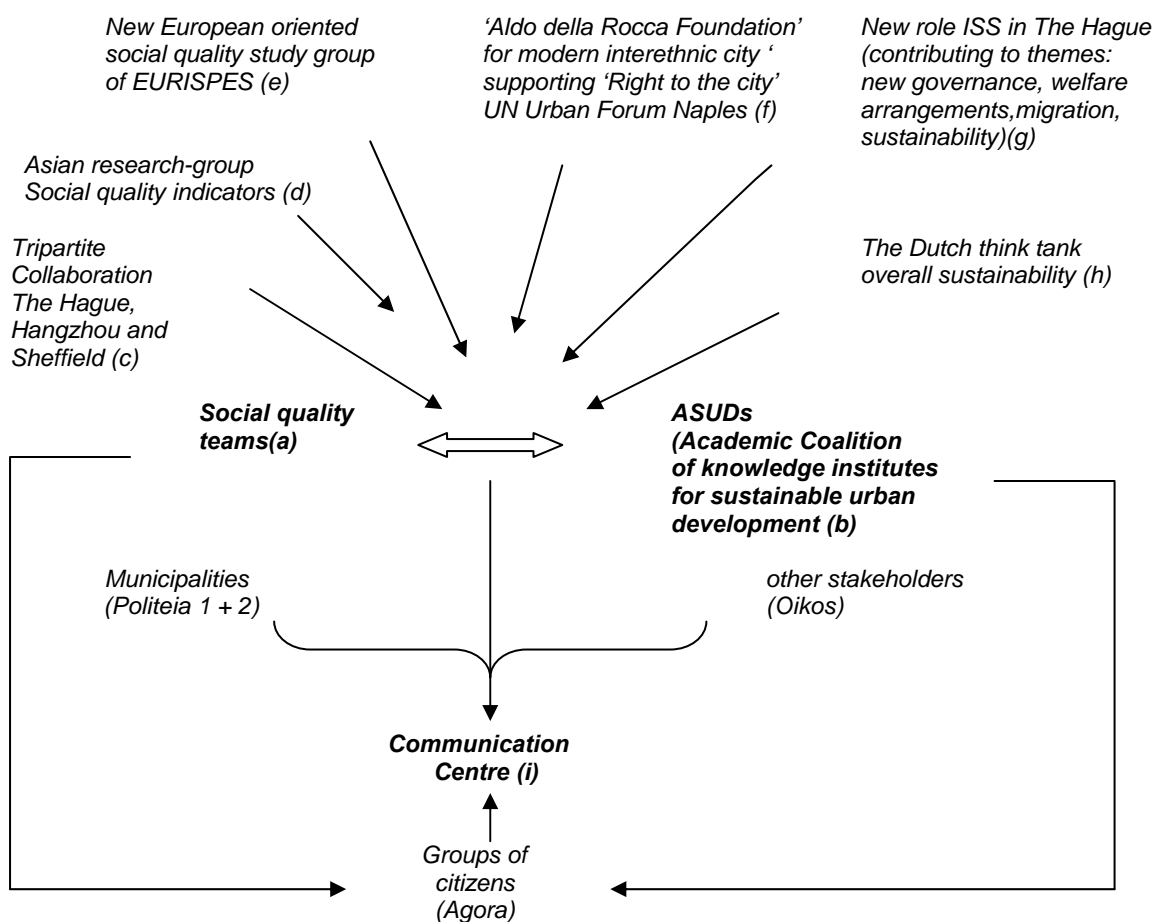 New European oriented
social quality study group
of EURISPES (e)
‘Aldo della Rocca Foundation’
for modern interethnic city ‘
supporting ‘Right to the city’
UN Urban Forum Naples (f)
New role ISS in The Hague
(contributing to themes:
new governance, welfare
arrangements,migration,
sustainability)(g)
Asian research-group
Social quality indicators (d)
Tripartite
Collaboration
The Hague,
Hangzhou and
Sheffield (c)
The Dutch think tank
overall sustainability (h)
Social quality
teams(a)
ASUDs
(Academic Coalition
of knowledge institutes
for sustainable urban
development (b)
Municipalities
(Politeia 1 + 2)
other stakeholders
(Oikos)
Communication
Centre (i)
Groups of
citizens
(Agora)